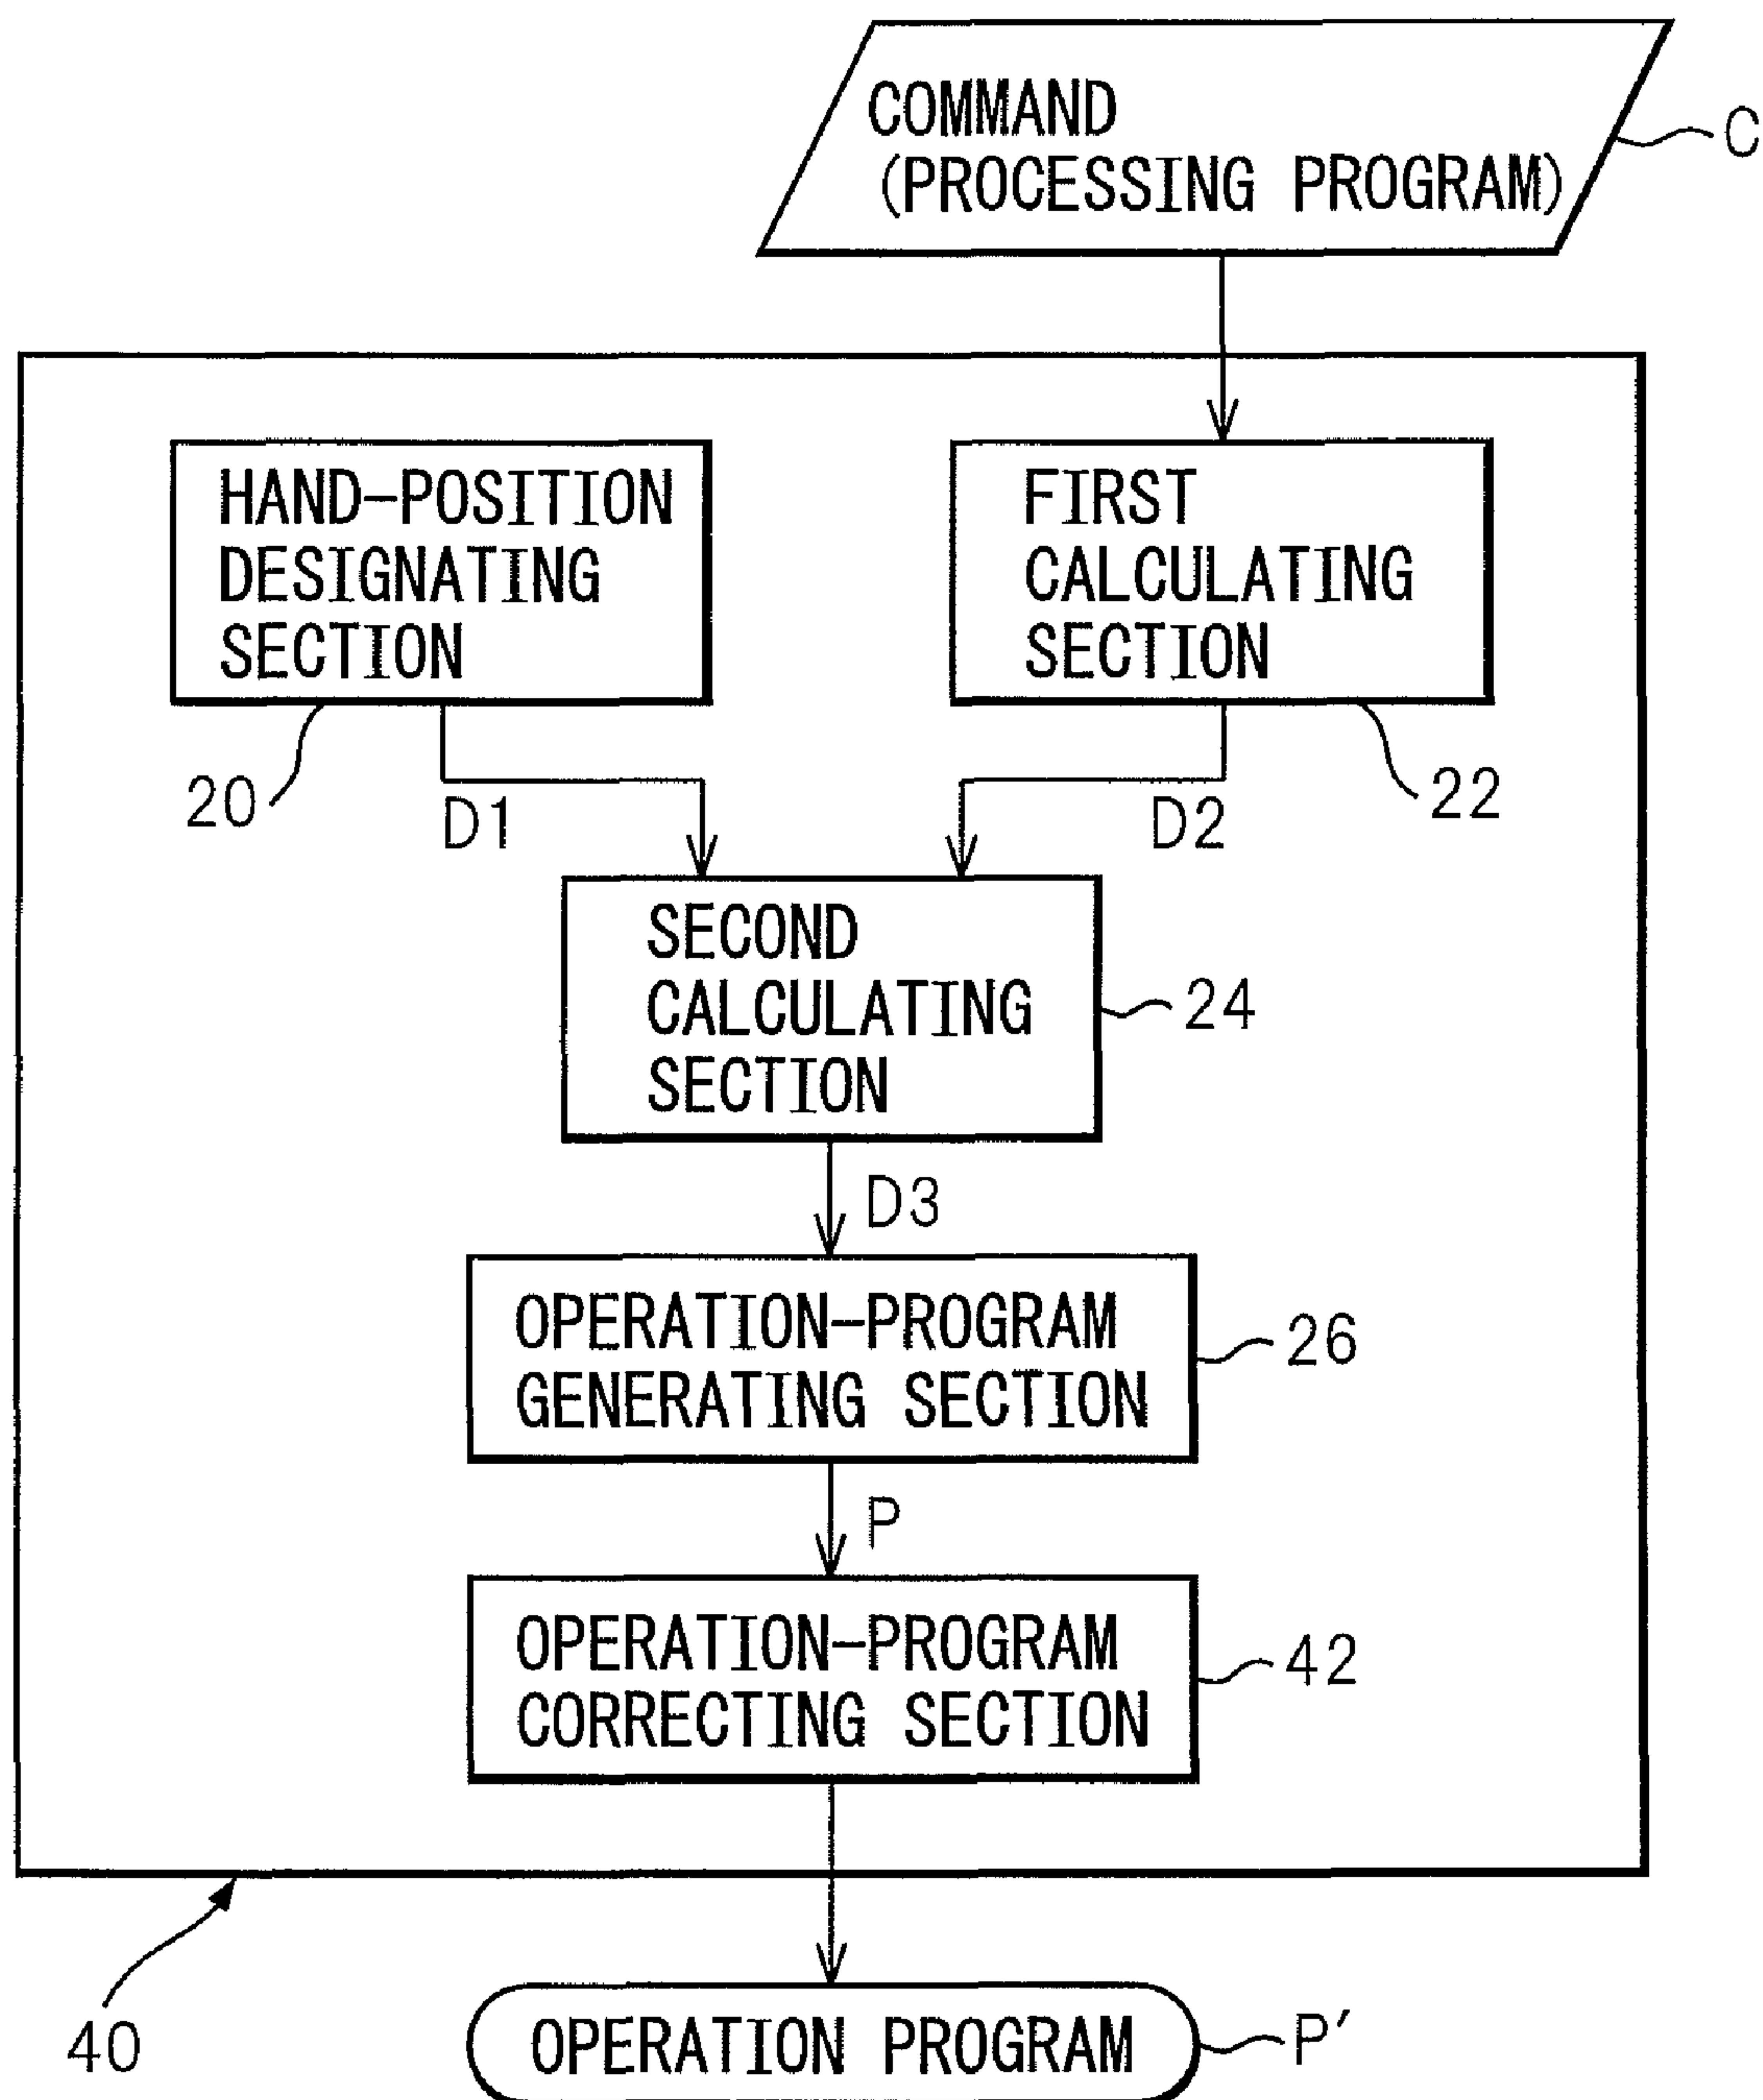 COMMAND
(PROCESSING PROGRAM)
C
HAND-POSITION
DESIGNATING
SECTION
FIRST
CALCULATING
SECTION
20
D1
D2
22
SECOND
CALCULATING
SECTION
24
D3
OPERATION-PROGRAM
GENERATING SECTION
26
P
OPERATION-PROGRAM
CORRECTING SECTION
42
40
OPERATION PROGRAM
P'